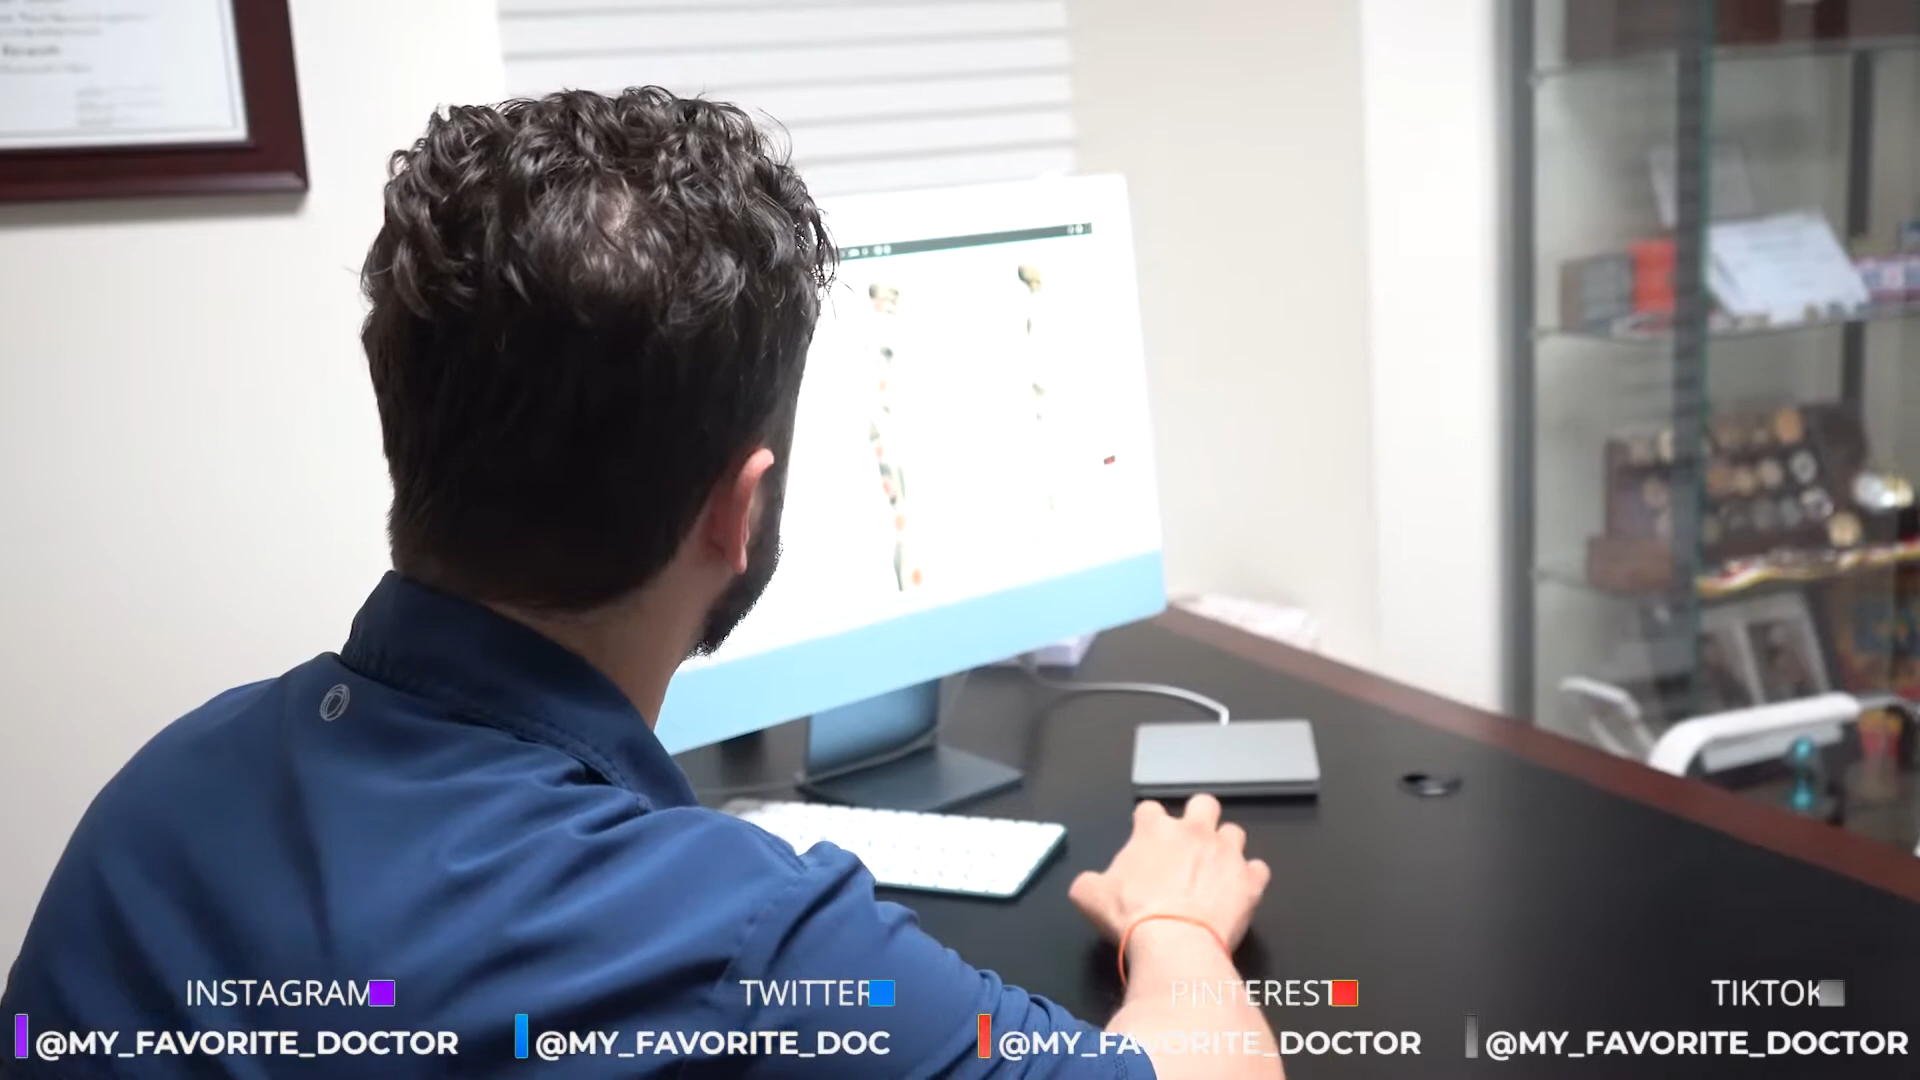 INSTAGRAM
@MY_FAVORITE_DOCTOR
TWITTER
@MY_FAVORITE_DOC
PINTEREST
@MY_FAVORITE_DOCTOR
TIKTOK
@MY_FAVORITE_DOCTOR